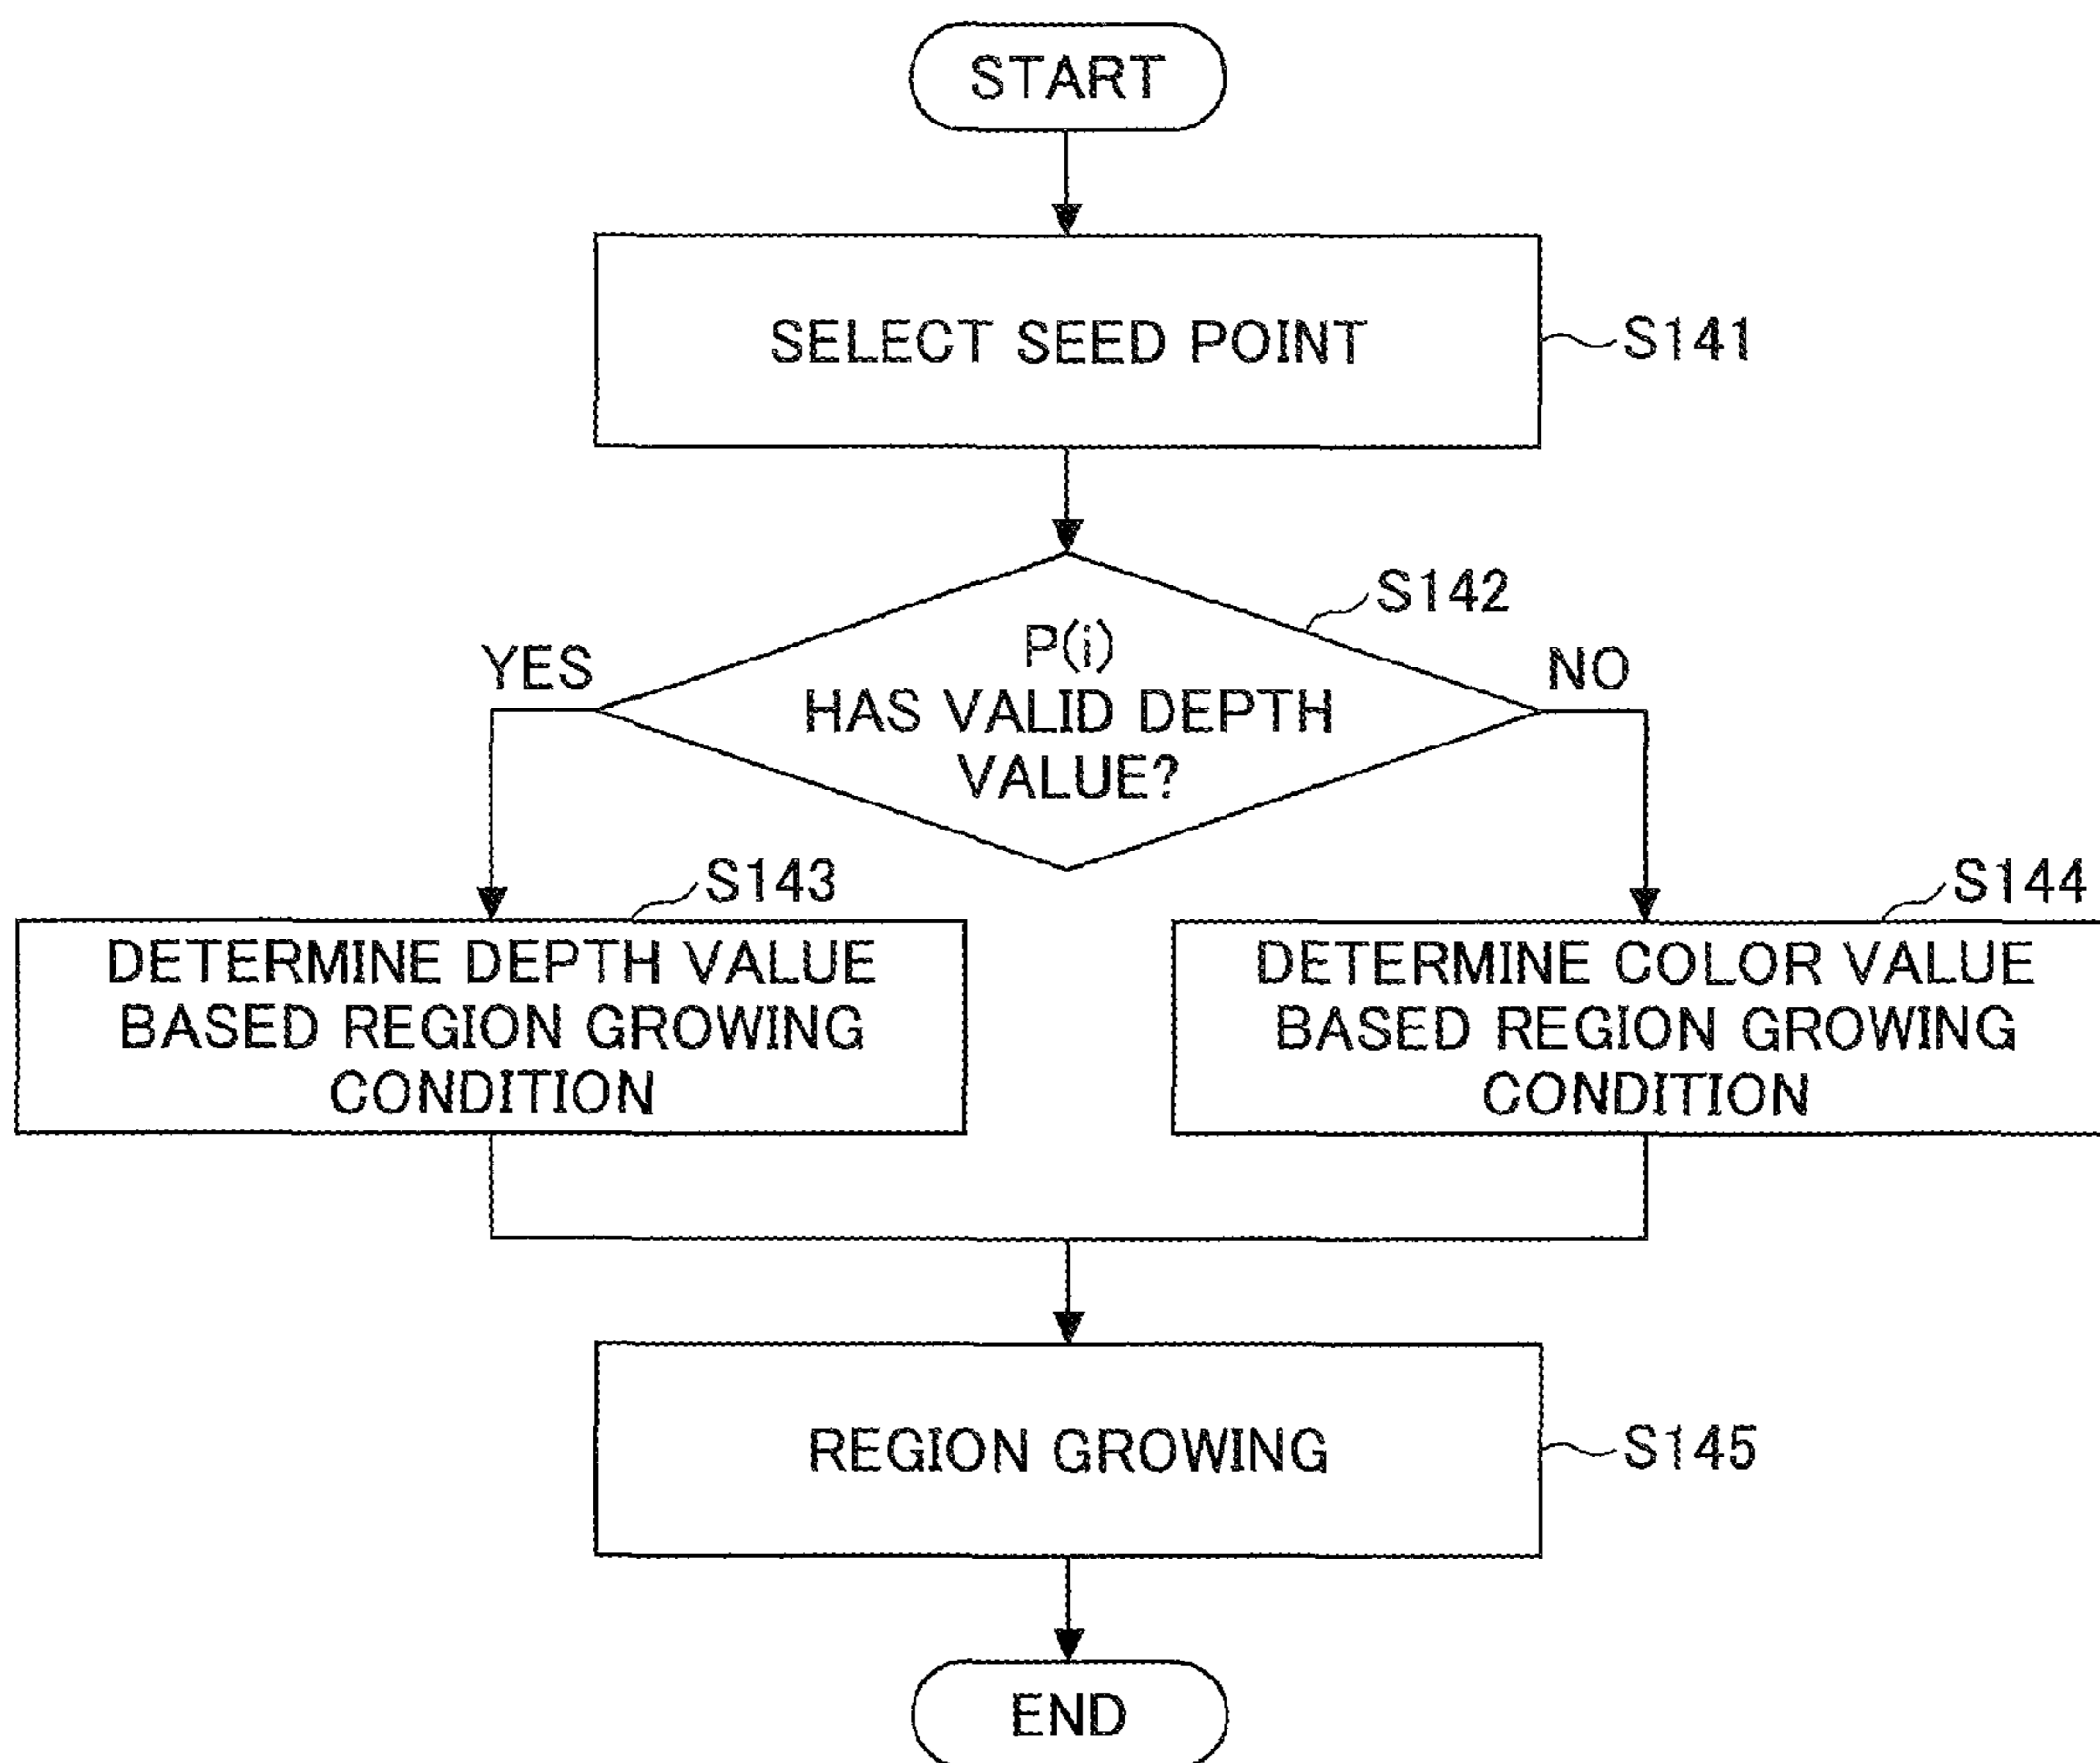 START
SELECT SEED POINT
S141
S142
P(i)
HAS VALID DEPTH
VALUE?
YES
NO
S143
DETERMINE DEPTH VALUE
BASED REGION GROWING
CONDITION
S144
DETERMINE COLOR VALUE
BASED REGION GROWING
CONDITION
REGION GROWING
S145
END